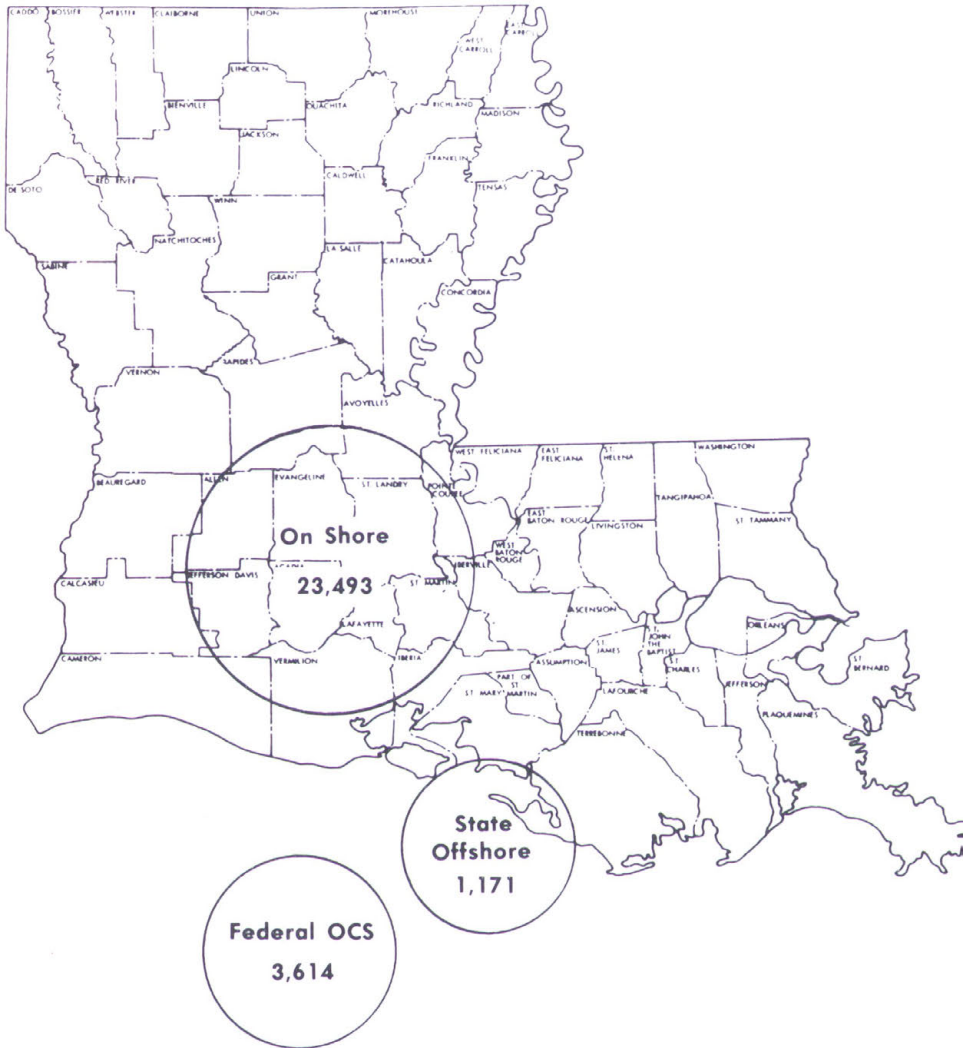 CADDO BOSSIER WEBSTER CLAIBORNE UNION MOREHOUSE
WEST
CARROLL
EAST
CARROLL
LINCOLN
BIENVILLE OUACHITA RICHLAND MADISON
JACKSON
FRANKLIN
CALDWELL
DE SOTO RED RIVER TENSAS
WINN
NATCHITOCHES
LA SALLE
CATAHOULA
SABINE
GRANT
CONCORDIA
RAPIDES
VERNON
AVOYELLES
WEST FELICIANA
EAST
FELICIANA
ST.
HELENA
WASHINGTON
BEAUREGARD ALLEN EVANGELINE
ST. LANDRY
POINTE
COUPEE
TANGIPAHOA
EAST
BATON ROUGE
LIVINGSTON
ST. TAMMANY
On Shore
23,493
WEST
BATON
ROUGE
IBERVILLE
CALCASIEU
JEFFERSON DAVIS
ST. MARTIN
ASCENSION
LAFAYETTE
ST.
JAMES
ST.
JOHN
THE
BAPTIST
ORLEANS
CAMERON
VERMILION
IBERIA
ASSUMPTION
ST.
CHARLES
ST.
BERNARD
PART OF
ST.
MARTIN
ST. MARY
LAFOURCHE
JEFFERSON
PLAQUEMINES
TERREBONNE
State
Offshore
1,171
Federal OCS
3,614